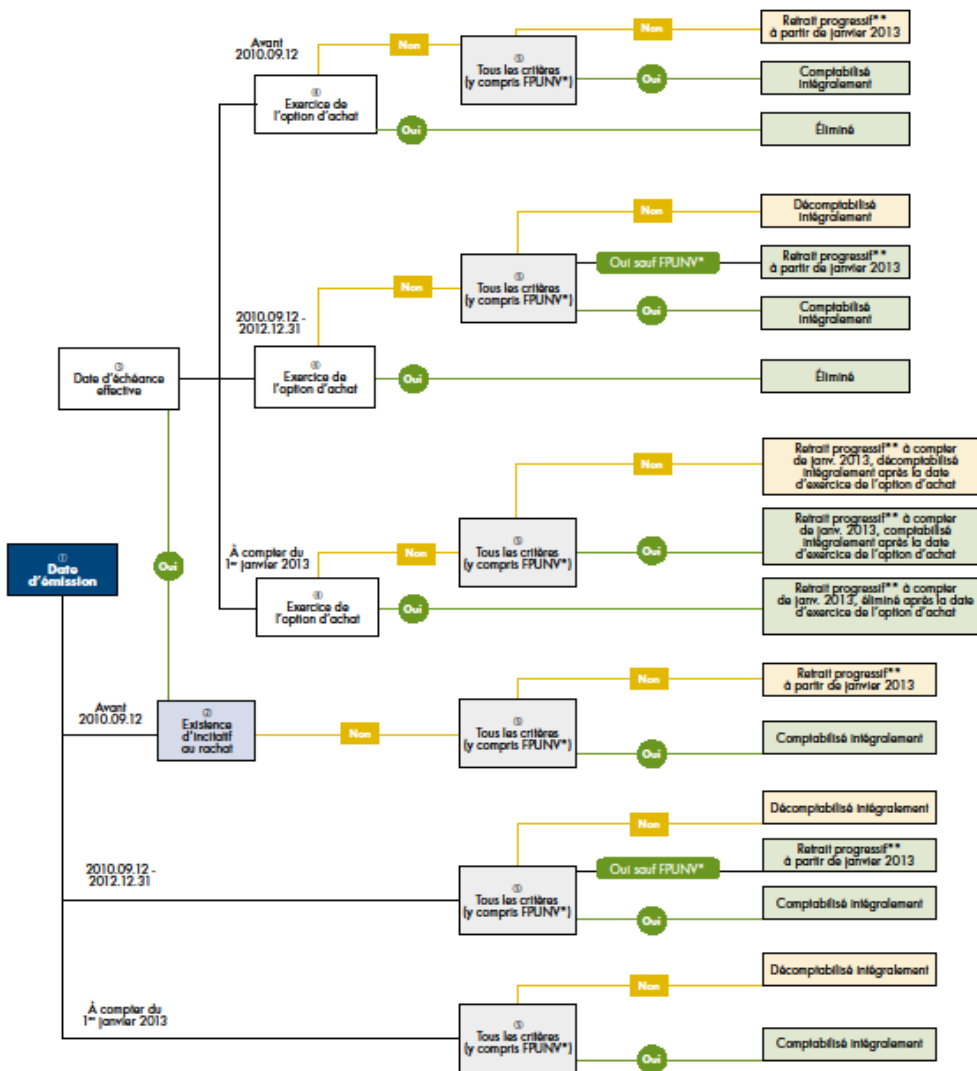 Avant
2010.09.12
Non
⑤
Tous les critères
(y compris FPUNV*)
Non
Retrait progressif**
à partir de janvier 2013
Oui
Comptabilisé
intégralement
④
Exercice de
l'option d'achat
Oui
Éliminé
2010.09.12 -
2012.12.31
Non
⑤
Tous les critères
(y compris FPUNV*)
Non
Décomptabilisé
intégralement
Oui sauf FPUNV*
Retrait progressif**
à partir de janvier 2013
Oui
Comptabilisé
intégralement
③
Date d'échéance
effective
④
Exercice de
l'option d'achat
Oui
Éliminé
À compter du
1er janvier 2013
Non
⑤
Tous les critères
(y compris FPUNV*)
Non
Retrait progressif** à compter
de janv. 2013, décomptabilisé
intégralement après la date
d'exercice de l'option d'achat
Oui
Retrait progressif** à compter
de janv. 2013, comptabilisé
intégralement après la date
d'exercice de l'option d'achat
④
Exercice de
l'option d'achat
Oui
Retrait progressif** à compter
de janv. 2013, éliminé après la date
d'exercice de l'option d'achat
①
Date
d'émission
Oui
Avant
2010.09.12
②
Existence
d'incitatif
au rachat
Non
⑤
Tous les critères
(y compris FPUNV*)
Non
Retrait progressif**
à partir de janvier 2013
Oui
Comptabilisé intégralement
2010.09.12 -
2012.12.31
⑤
Tous les critères
(y compris FPUNV*)
Non
Décomptabilisé intégralement
Oui sauf FPUNV*
Retrait progressif**
à partir de janvier 2013
Oui
Comptabilisé intégralement
À compter du
1er janvier 2013
⑤
Tous les critères
(y compris FPUNV*)
Non
Décomptabilisé intégralement
Oui
Comptabilisé intégralement